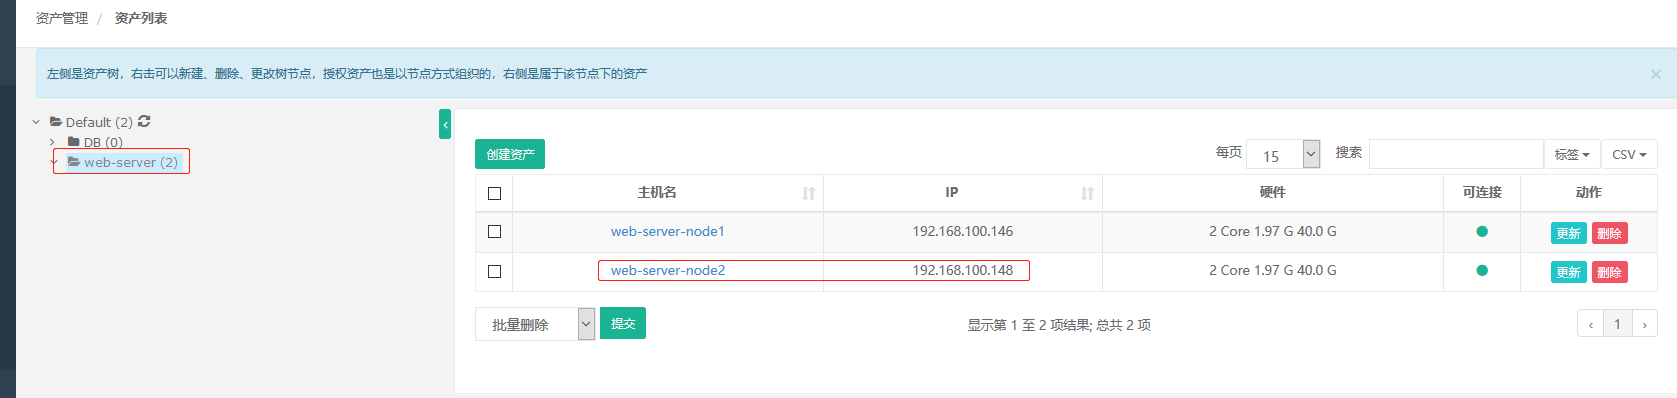 资产管理 / 资产列表
左侧是资产树，右击可以新建、删除、更改树节点，授权资产也是以节点方式组织的，右侧是属于该节点下的资产 ×
Default (2)
DB (0)
web-server (2)
创建资产 每页 15 搜索 标签 CSV
主机名 IP 硬件 可连接 动作
web-server-node1 192.168.100.146 2 Core 1.97 G 40.0 G 更新 删除
web-server-node2 192.168.100.148 2 Core 1.97 G 40.0 G 更新 删除
批量删除 提交 显示第 1 至 2 项结果; 总共 2 项 ‹ 1 ›